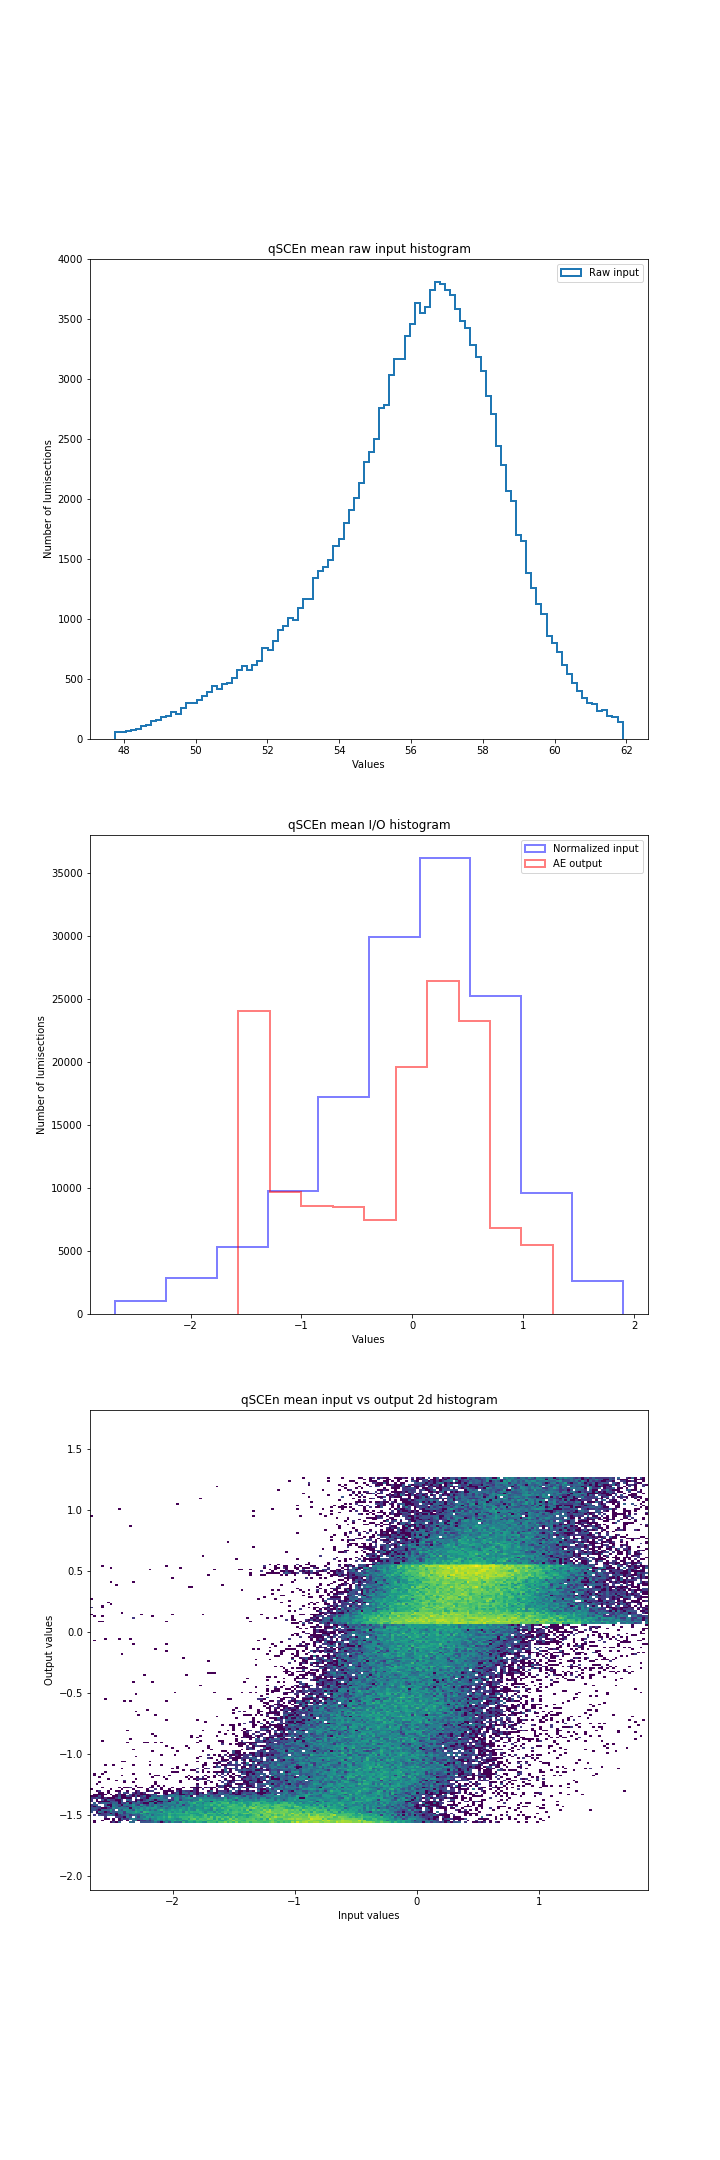 qSCEn mean raw input histogram
4000
3500
3000
2500
2000
1500
1000
500
0
Number of lumisections
Raw input
48 50 52 54 56 58 60 62
Values
qSCEn mean I/O histogram
35000
30000
25000
20000
15000
10000
5000
0
Number of lumisections
Normalized input
AE output
−2 −1 0 1 2
Values
qSCEn mean input vs output 2d histogram
1.5
1.0
0.5
0.0
−0.5
−1.0
−1.5
−2.0
Output values
−2 −1 0 1
Input values